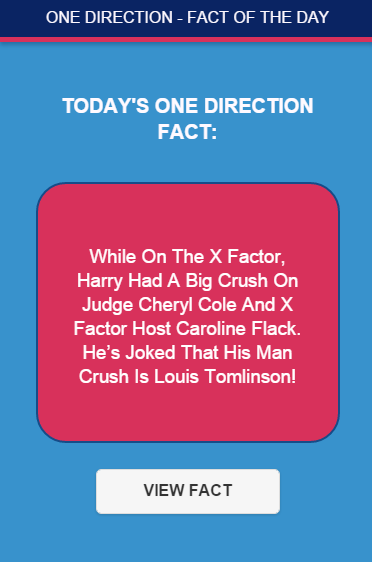 ONE DIRECTION - FACT OF THE DAY
TODAY'S ONE DIRECTION
FACT:
While On The X Factor,
Harry Had A Big Crush On
Judge Cheryl Cole And X
Factor Host Caroline Flack.
He’s Joked That His Man
Crush Is Louis Tomlinson!
VIEW FACT